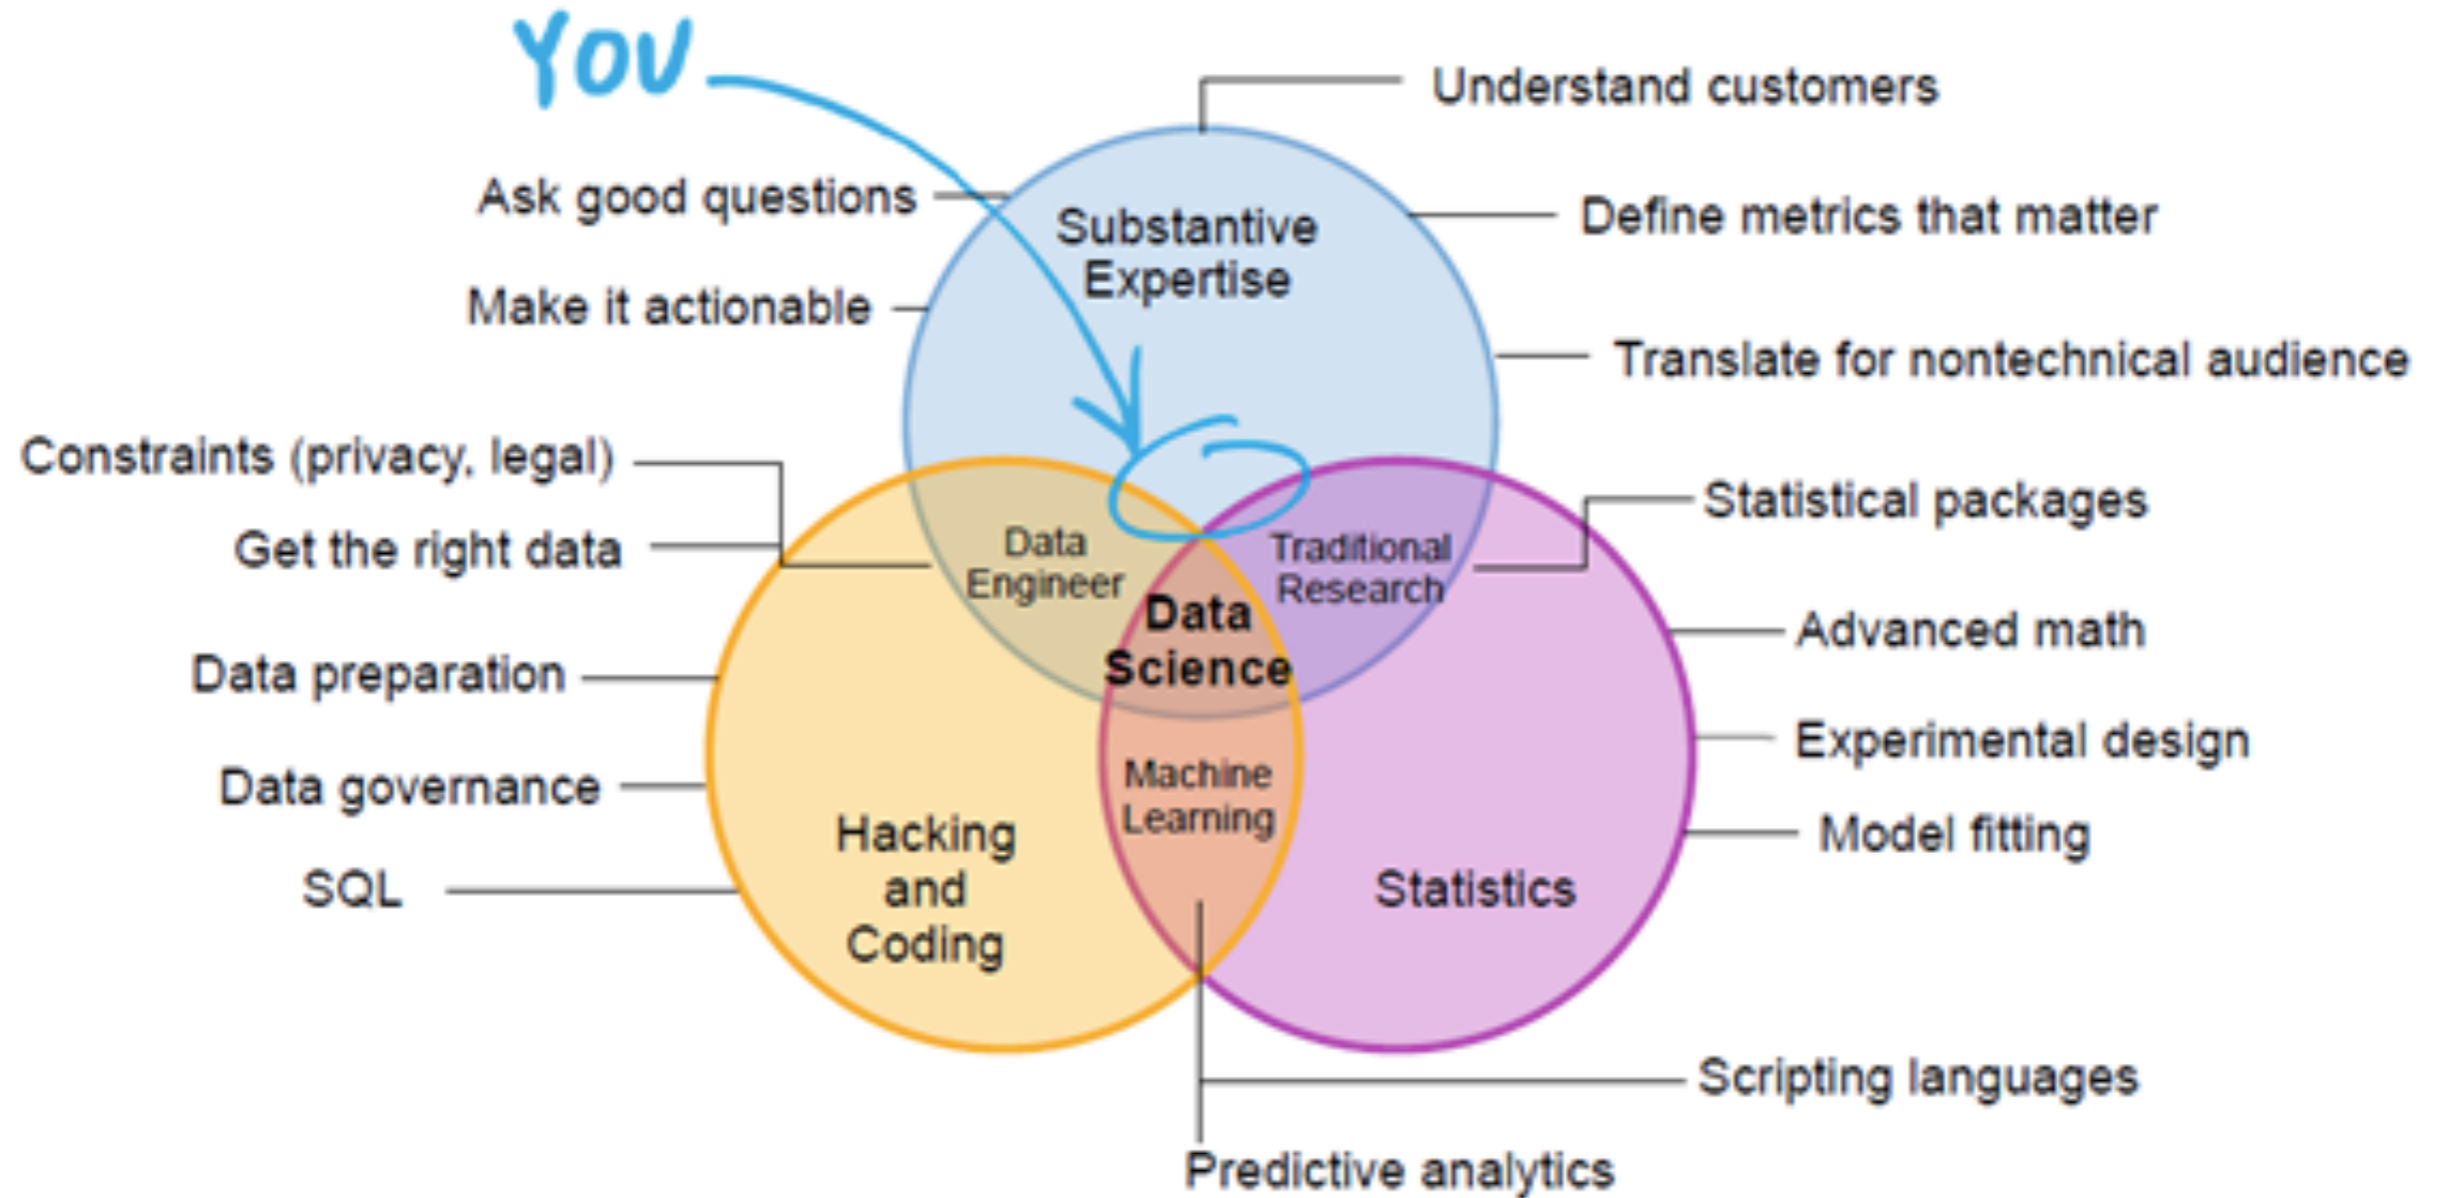 YOU
Understand customers
Ask good questions
Substantive
Expertise
Define metrics that matter
Make it actionable
Translate for nontechnical audience
Constraints (privacy, legal)
Statistical packages
Get the right data
Data
Engineer
Traditional
Research
Data
Science
Advanced math
Data preparation
Experimental design
Data governance
Machine
Learning
Model fitting
Hacking
and
Coding
SQL
Statistics
Scripting languages
Predictive analytics